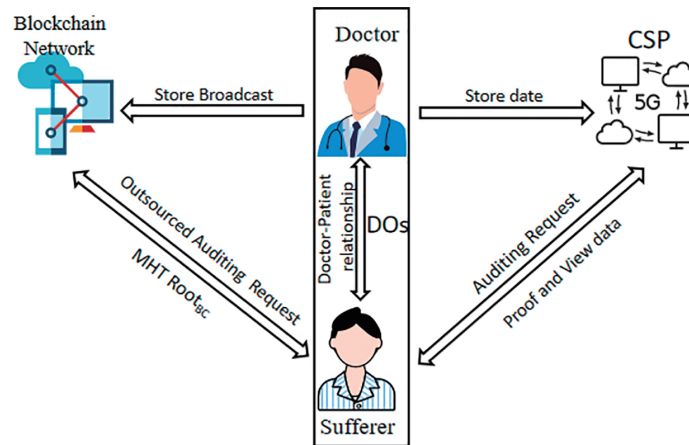 Blockchain
Network
Doctor
CSP
Store Broadcast
Store date
5G
Outsourced Auditing Request
MHT Root_BC
Doctor-Patient
relationship
DOs
Auditing Request
Proof and View data
Sufferer